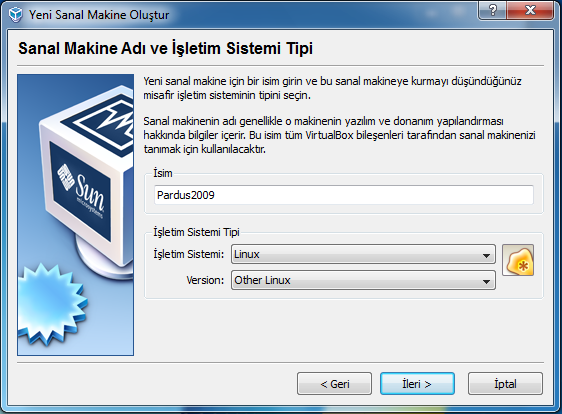 Yeni Sanal Makine Oluştur
Sanal Makine Adı ve İşletim Sistemi Tipi
Yeni sanal makine için bir isim girin ve bu sanal makineye kurmayı düşündüğünüz
misafir işletim sisteminin tipini seçin.
Sanal makinenin adı genellikle o makinenin yazılım ve donanım yapılandırması
hakkında bilgiler içerir. Bu isim tüm VirtualBox bileşenleri tarafından sanal makinenizi
tanımak için kullanılacaktır.
Sun
microsystems
İsim
Pardus2009
İşletim Sistemi Tipi
İşletim Sistemi: Linux
Version: Other Linux
< Geri İleri > İptal